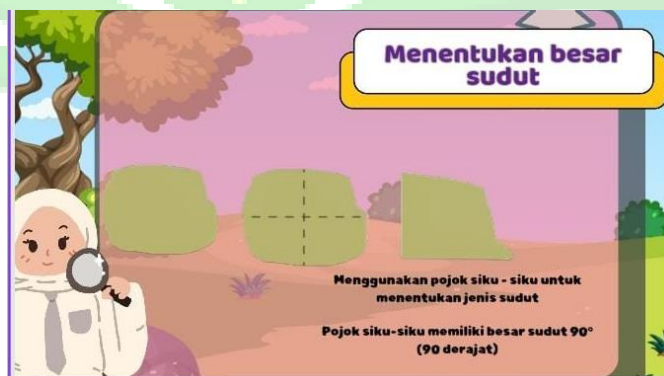 Menentukan besar
sudut
Menggunakan pojok siku - siku untuk
menentukan jenis sudut
Pojok siku-siku memiliki besar sudut 90°
(90 derajat)